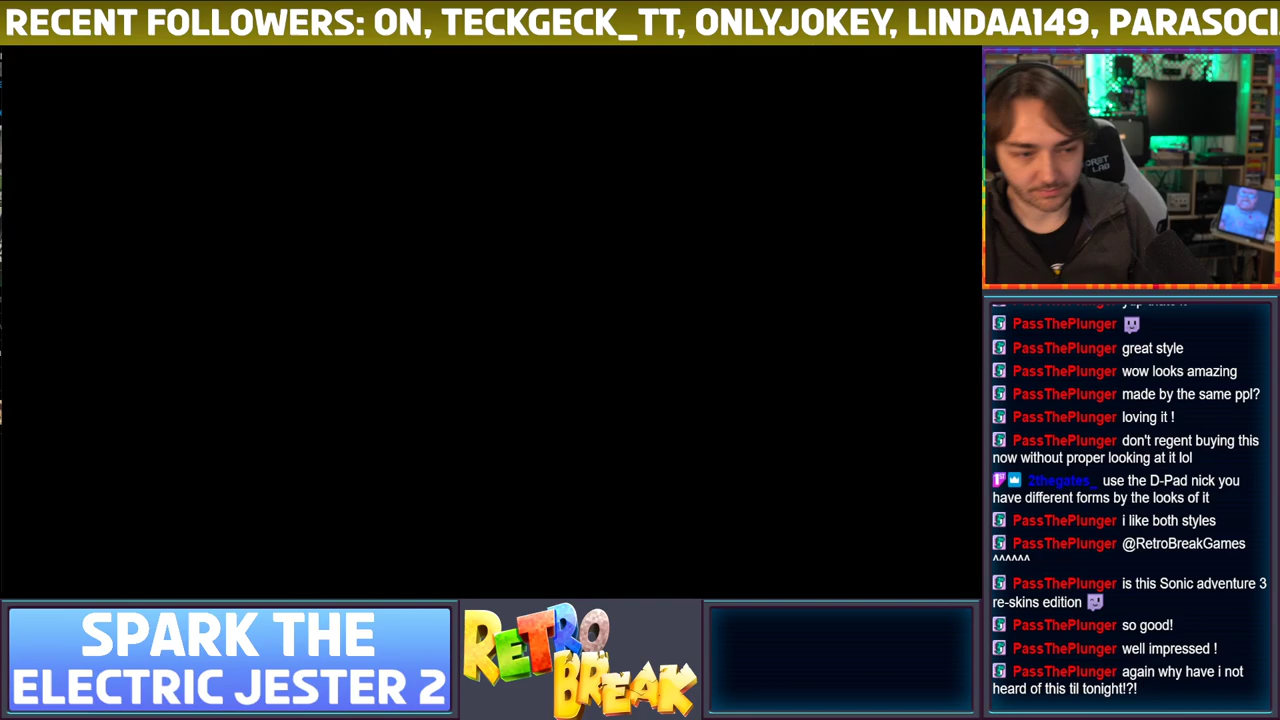 RECENT FOLLOWERS: ON, TECKGECK_TT, ONLYJOKEY, LINDAA149, PARASOCI
PassThePlunger
PassThePlunger great style
PassThePlunger wow looks amazing
PassThePlunger made by the same ppl?
PassThePlunger loving it !
PassThePlunger don't regent buying this
now without proper looking at it lol
2thegates_ use the D-Pad nick you
have different forms by the looks of it
PassThePlunger i like both styles
PassThePlunger @RetroBreakGames
^^^^^^
PassThePlunger is this Sonic adventure 3
re-skins edition
PassThePlunger so good!
PassThePlunger well impressed !
PassThePlunger again why have i not
heard of this til tonight!?!
SPARK THE
ELECTRIC JESTER 2
RETRO
BREAK